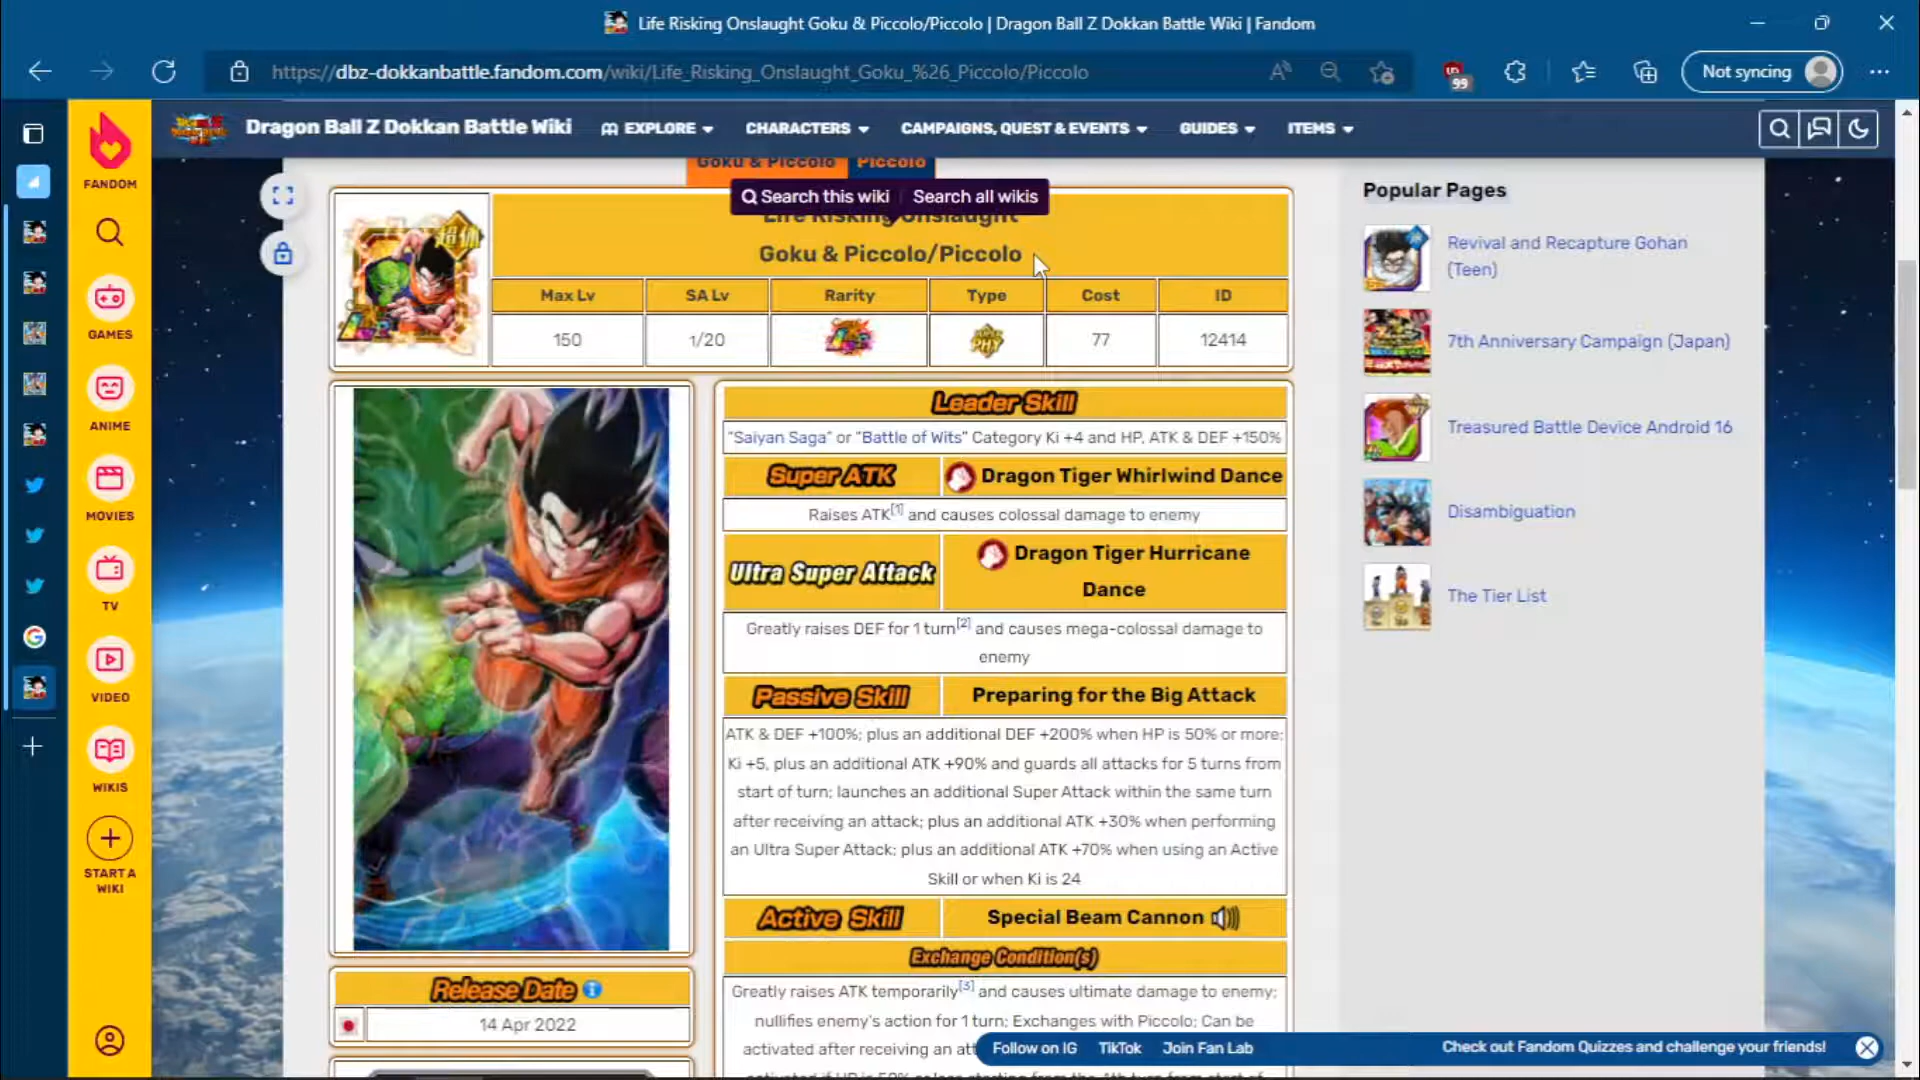 Life Risking Onslaught Goku & Piccolo/Piccolo | Dragon Ball Z Dokkan Battle Wiki | Fandom
https://dbz-dokkanbattle.fandom.com/wiki/Life_Risking_Onslaught_Goku_%26_Piccolo/Piccolo
99
Not syncing
FANDOM
GAMES
ANIME
MOVIES
TV
VIDEO
WIKIS
START A
WIKI
Dragon Ball Z Dokkan Battle Wiki
EXPLORE
CHARACTERS
CAMPAIGNS, QUEST & EVENTS
GUIDES
ITEMS
Goku & Piccolo
Piccolo
Search this wiki
Search all wikis
Life Risking Onslaught
Goku & Piccolo/Piccolo
Max Lv
SA Lv
Rarity
Type
Cost
ID
150
1/20
77
12414
Leader Skill
"Saiyan Saga" or "Battle of Wits" Category Ki +4 and HP, ATK & DEF +150%
Super ATK
Dragon Tiger Whirlwind Dance
Raises ATK[1] and causes colossal damage to enemy
Ultra Super Attack
Dragon Tiger Hurricane
Dance
Greatly raises DEF for 1 turn[2] and causes mega-colossal damage to
enemy
Passive Skill
Preparing for the Big Attack
ATK & DEF +100%; plus an additional DEF +200% when HP is 50% or more;
Ki +5, plus an additional ATK +90% and guards all attacks for 5 turns from
start of turn; launches an additional Super Attack within the same turn
after receiving an attack; plus an additional ATK +30% when performing
an Ultra Super Attack; plus an additional ATK +70% when using an Active
Skill or when Ki is 24
Active Skill
Special Beam Cannon
Exchange Condition(s)
Greatly raises ATK temporarily[3] and causes ultimate damage to enemy;
nullifies enemy's action for 1 turn; Exchanges with Piccolo; Can be
activated after receiving an att
Release Date
14 Apr 2022
Popular Pages
Revival and Recapture Gohan
(Teen)
7th Anniversary Campaign (Japan)
Treasured Battle Device Android 16
Disambiguation
The Tier List
Follow on IG
TikTok
Join Fan Lab
Check out Fandom Quizzes and challenge your friends!